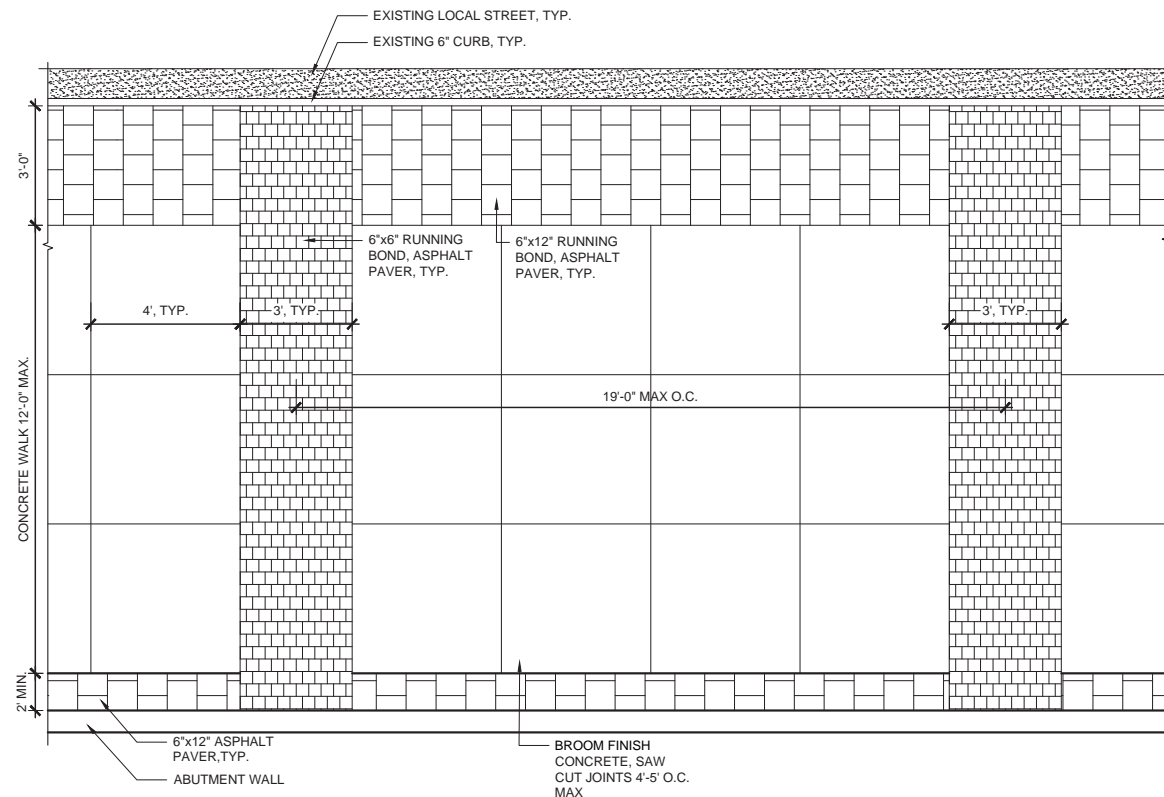 EXISTING LOCAL STREET, TYP.
EXISTING 6" CURB, TYP.
3'-0"
6"x6" RUNNING
BOND, ASPHALT
PAVER, TYP.
6"x12" RUNNING
BOND, ASPHALT
PAVER, TYP.
4', TYP.
3', TYP.
3', TYP.
19'-0" MAX O.C.
CONCRETE WALK 12'-0" MAX.
2' MIN.
6"x12" ASPHALT
PAVER,TYP.
ABUTMENT WALL
BROOM FINISH
CONCRETE, SAW
CUT JOINTS 4'-5' O.C.
MAX